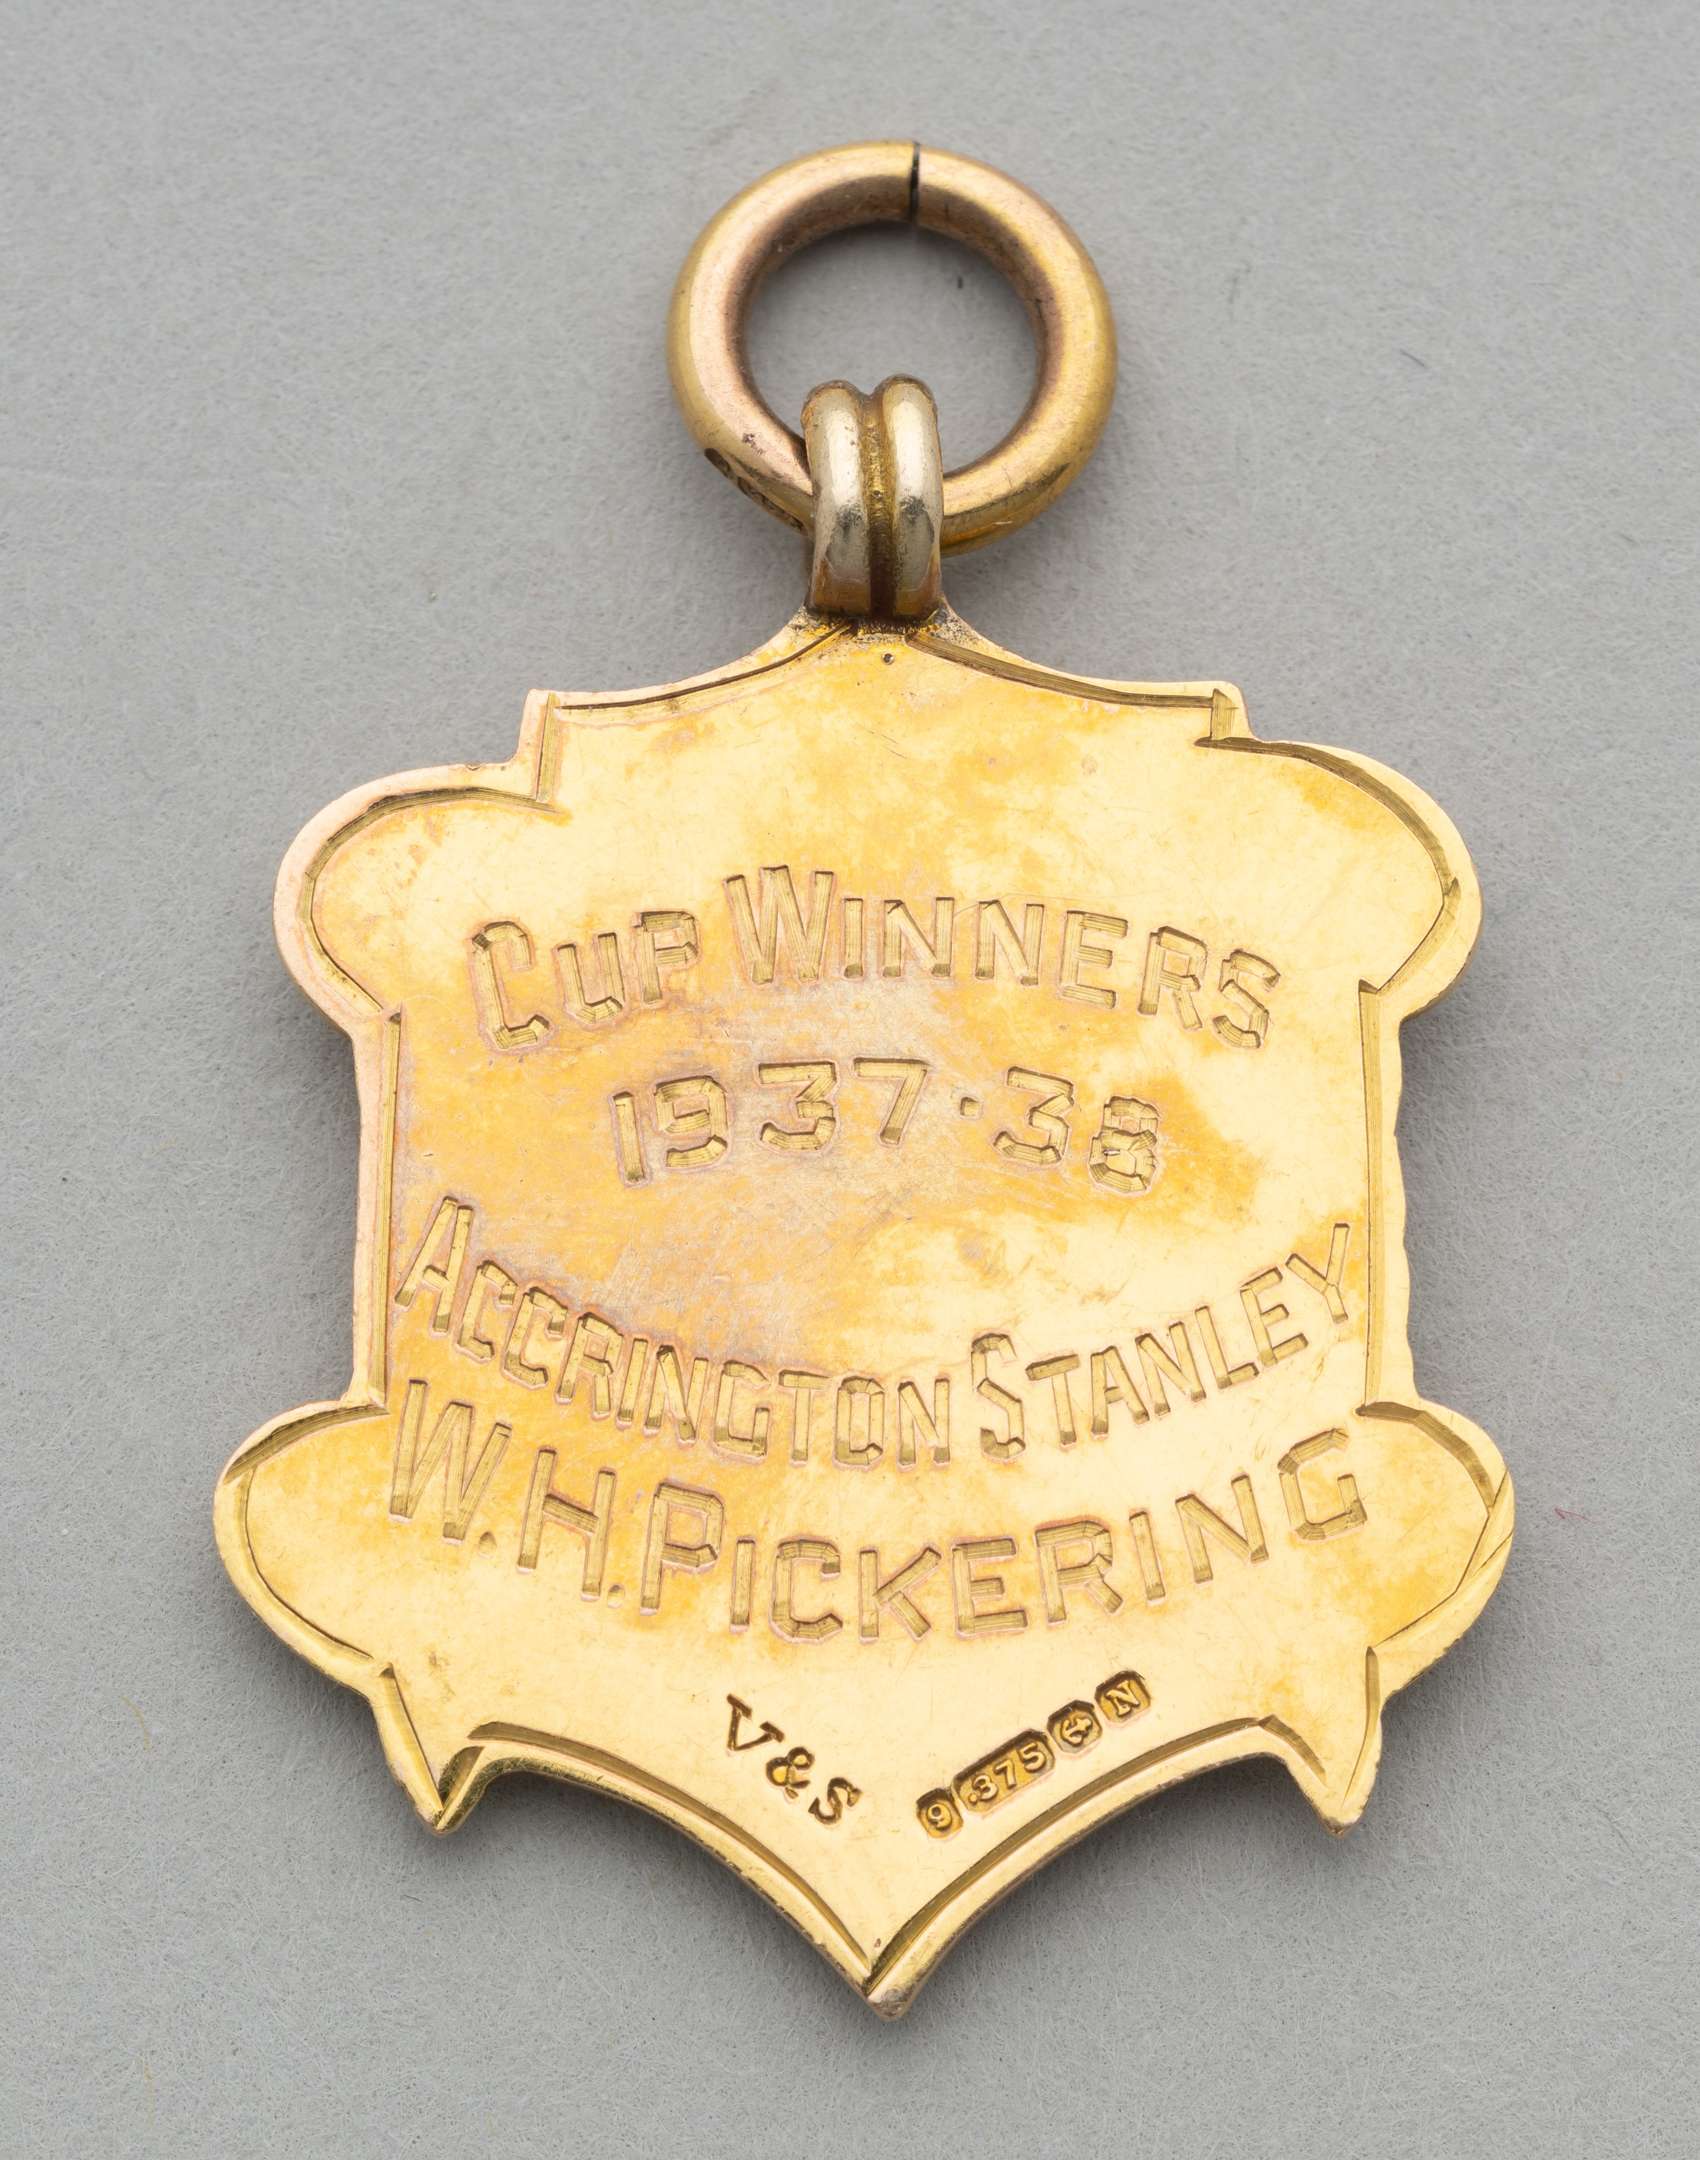 CUP WINNERS
1937·38
ACCRINGTON STANLEY
W.H.PICKERING
V&S
9 .375 N